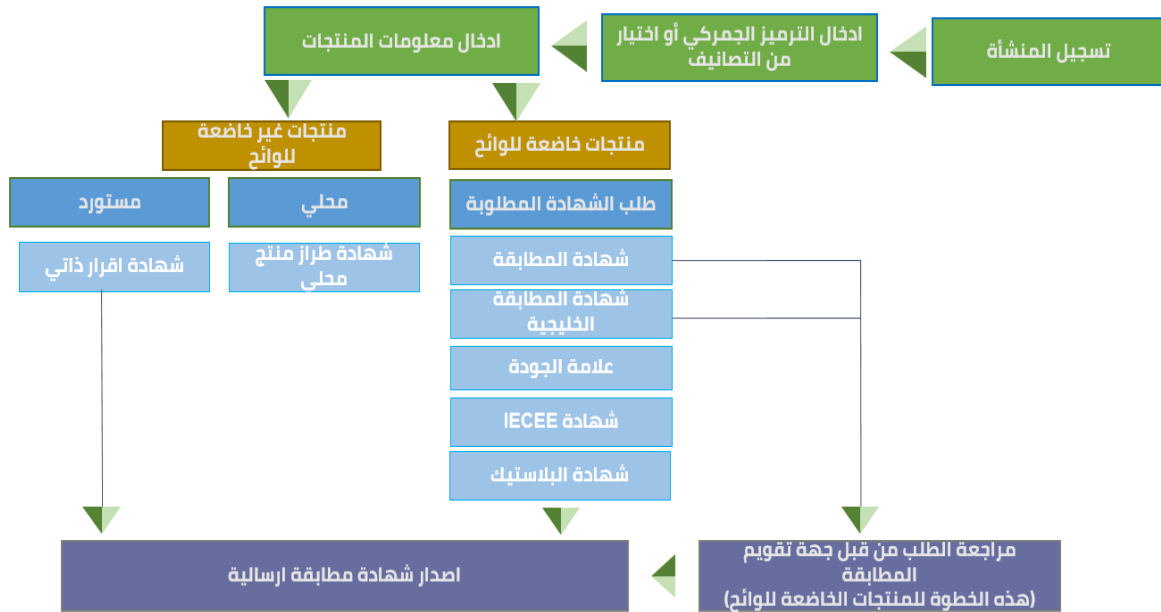 تسجيل المنشأة
ادخال الترميز الجمركي أو اختيار
من التصانيف
ادخال معلومات المنتجات
منتجات خاضعة للوائح
منتجات غير خاضعة
للوائح
طلب الشهادة المطلوبة
محلي
مستورد
شهادة المطابقة
شهادة طراز منتج
محلي
شهادة اقرار ذاتي
شهادة المطابقة
الخليجية
علامة الجودة
شهادة IECEE
شهادة البلاستيك
مراجعة الطلب من قبل جهة تقويم
المطابقة
(هذه الخطوة للمنتجات الخاضعة للوائح)
اصدار شهادة مطابقة ارسالية